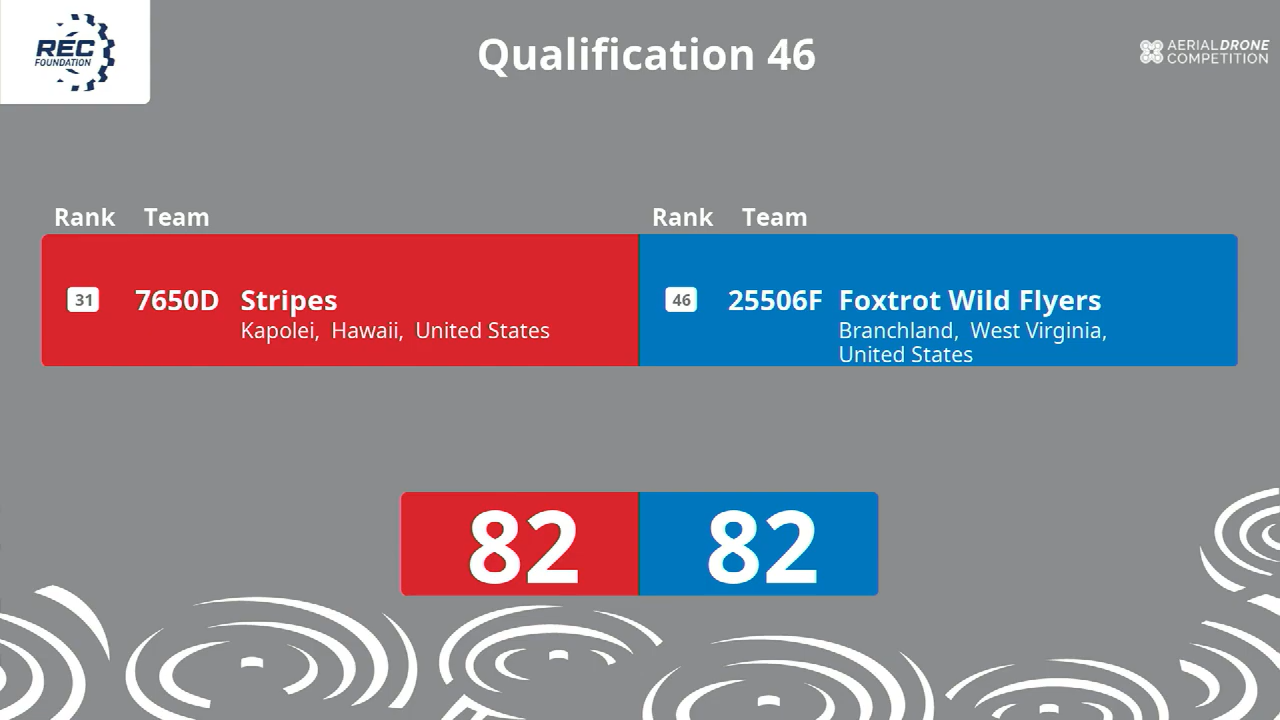 REC
FOUNDATION
Qualification 46
AERIALDRONE
COMPETITION
Rank Team
Rank Team
31 7650D Stripes
Kapolei, Hawaii, United States
46 25506F Foxtrot Wild Flyers
Branchland, West Virginia,
United States
82
82